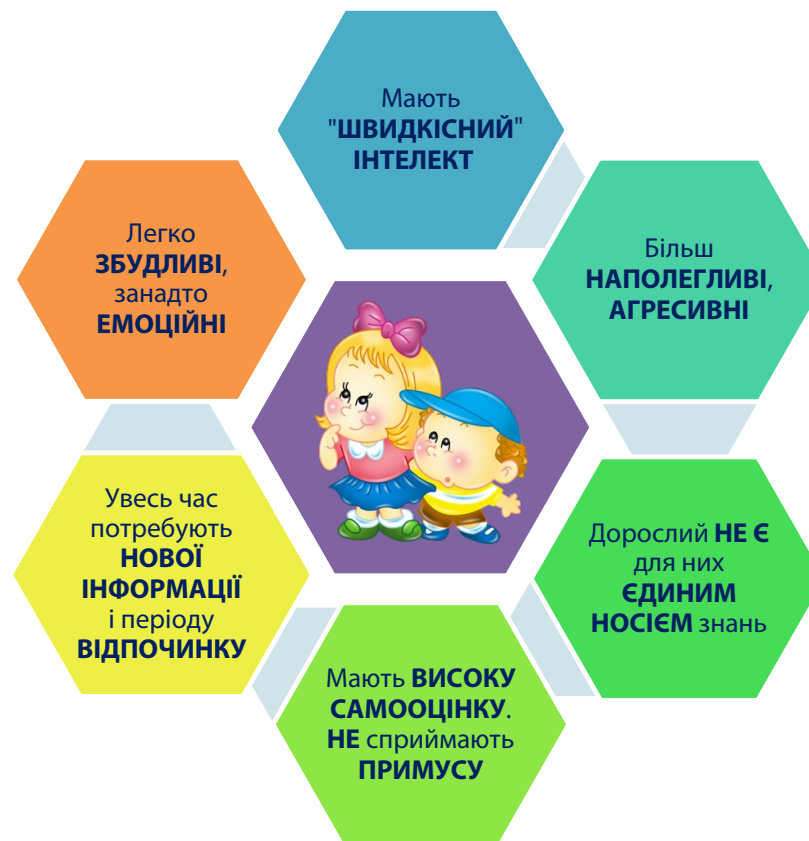 Мають
"ШВИДКІСНИЙ"
ІНТЕЛЕКТ
Більш
НАПОЛЕГЛИВІ,
АГРЕСИВНІ
Дорослий НЕ Є
для них
ЄДИНИМ
НОСІЄМ знань
Мають ВИСОКУ
САМООЦІНКУ.
НЕ сприймають
ПРИМУСУ
Увесь час
потребують
НОВОЇ
ІНФОРМАЦІЇ
і періоду
ВІДПОЧИНКУ
Легко
ЗБУДЛИВІ,
занадто
ЕМОЦІЙНІ